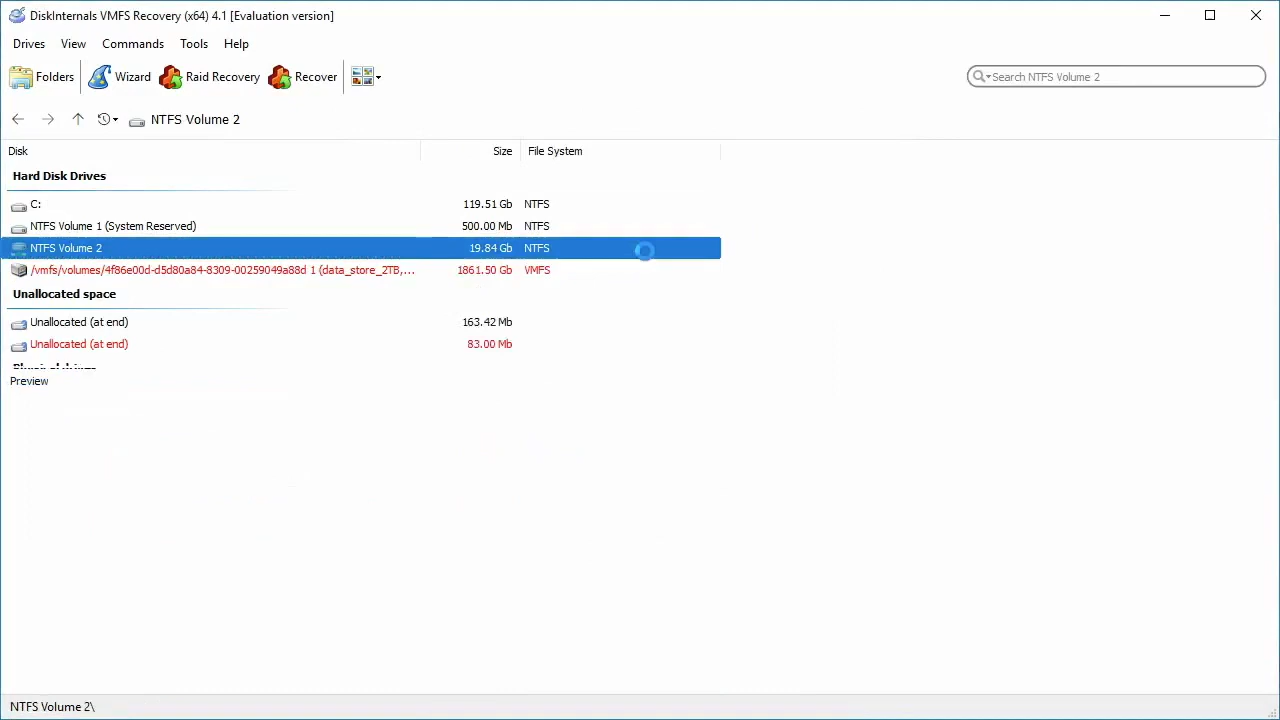 DiskInternals VMFS Recovery (x64) 4.1 [Evaluation version]
Drives View Commands Tools Help
Folders Wizard Raid Recovery Recover Search NTFS Volume 2
NTFS Volume 2
Disk Size File System
Hard Disk Drives
C: 119.51 Gb NTFS
NTFS Volume 1 (System Reserved) 500.00 Mb NTFS
NTFS Volume 2 19.84 Gb NTFS
/vmfs/volumes/4f86e00d-d5d80a84-8309-00259049a88d 1 (data_store_2TB,... 1861.50 Gb VMFS
Unallocated space
Unallocated (at end) 163.42 Mb
Unallocated (at end) 83.00 Mb
Preview
NTFS Volume 2\